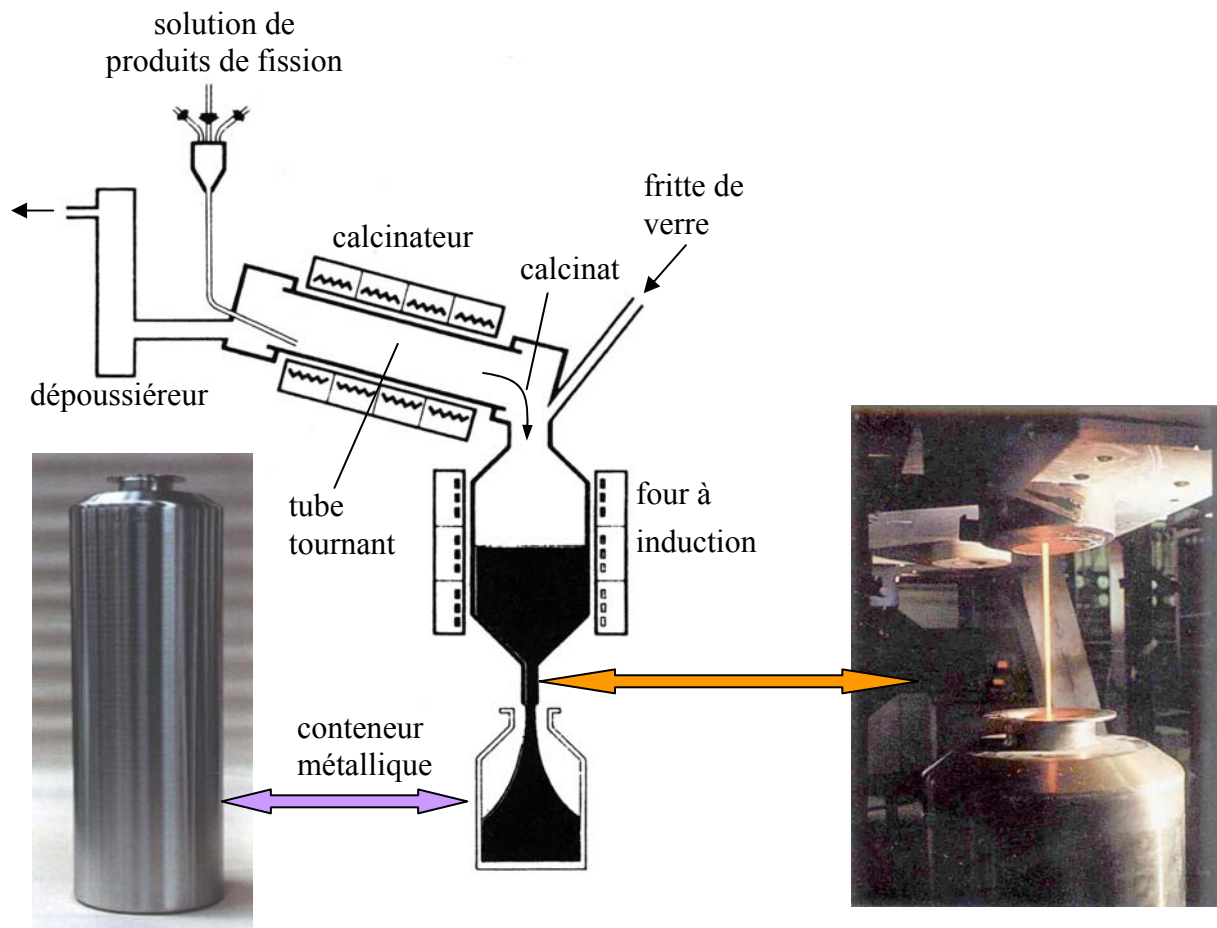 solution de
produits de fission
fritte de
verre
calcinateur
calcinat
dépoussiéreur
tube
tournant
four à
induction
conteneur
métallique